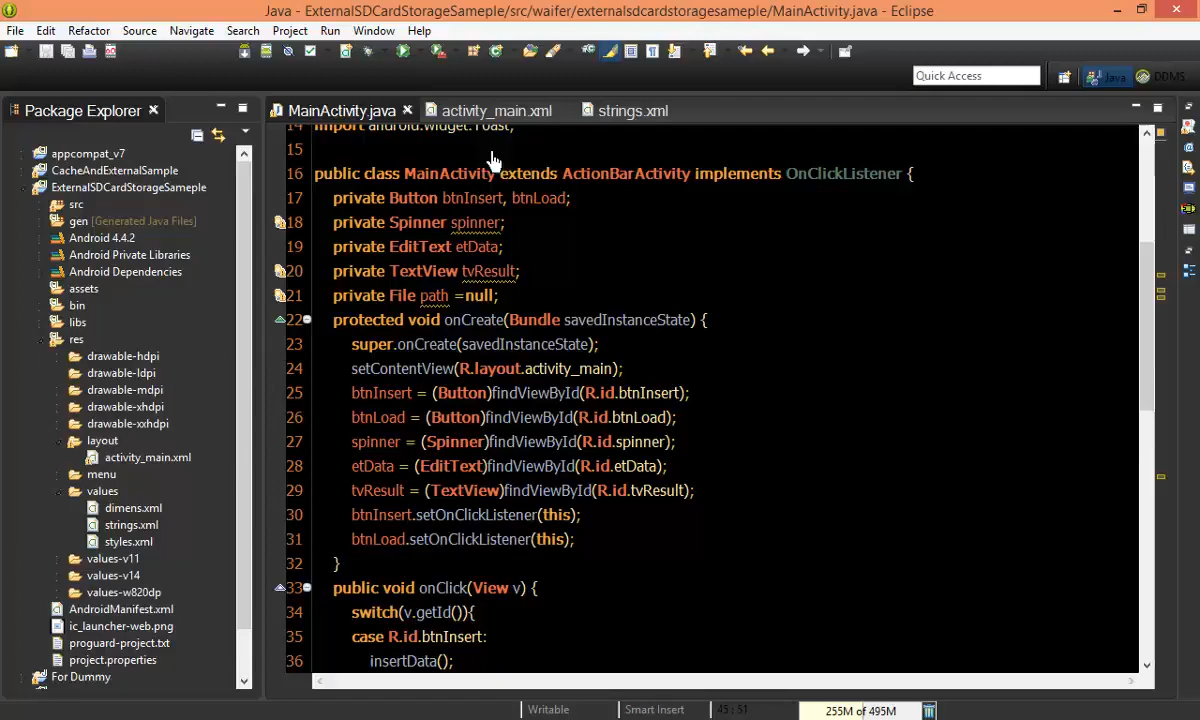 Java - ExternalSDCardStorageSameple/src/waifer/externalsdcardstoragesameple/MainActivity.java - Eclipse
File Edit Refactor Source Navigate Search Project Run Window Help
Quick Access
Java
DDMS
Package Explorer
MainActivity.java
activity_main.xml
strings.xml
appcompat_v7
CacheAndExternalSample
ExternalSDCardStorageSameple
src
gen [Generated Java Files]
Android 4.4.2
Android Private Libraries
Android Dependencies
assets
bin
libs
res
drawable-hdpi
drawable-ldpi
drawable-mdpi
drawable-xhdpi
drawable-xxhdpi
layout
activity_main.xml
menu
values
dimens.xml
strings.xml
styles.xml
values-v11
values-v14
values-w820dp
AndroidManifest.xml
ic_launcher-web.png
proguard-project.txt
project.properties
For Dummy
14 import android.widget.Toast;
15
16 public class MainActivity extends ActionBarActivity implements OnClickListener {
17 private Button btnInsert, btnLoad;
18 private Spinner spinner;
19 private EditText etData;
20 private TextView tvResult;
21 private File path =null;
22 protected void onCreate(Bundle savedInstanceState) {
23 super.onCreate(savedInstanceState);
24 setContentView(R.layout.activity_main);
25 btnInsert = (Button)findViewById(R.id.btnInsert);
26 btnLoad = (Button)findViewById(R.id.btnLoad);
27 spinner = (Spinner)findViewById(R.id.spinner);
28 etData = (EditText)findViewById(R.id.etData);
29 tvResult = (TextView)findViewById(R.id.tvResult);
30 btnInsert.setOnClickListener(this);
31 btnLoad.setOnClickListener(this);
32 }
33 public void onClick(View v) {
34 switch(v.getId()){
35 case R.id.btnInsert:
36 insertData();
Writable
Smart Insert
45 : 51
255M of 495M